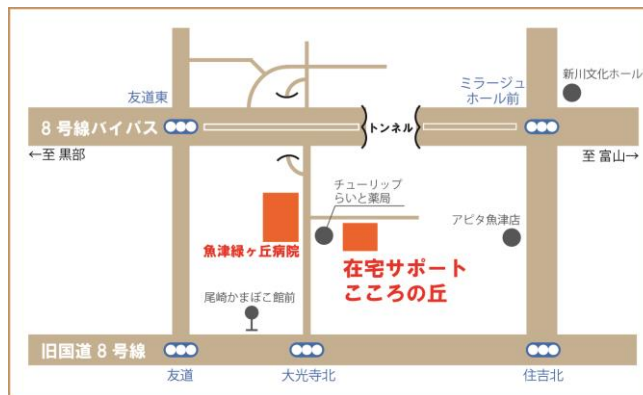 新川文化ホール
ミラージュ
ホール前
友道東
8号線バイパス
トンネル
←至 黒部
至 富山→
チューリップ
らいと薬局
アピタ魚津店
魚津緑ヶ丘病院
在宅サポート
こころの丘
尾崎かまぼこ館前
旧国道8号線
友道
大光寺北
住吉北